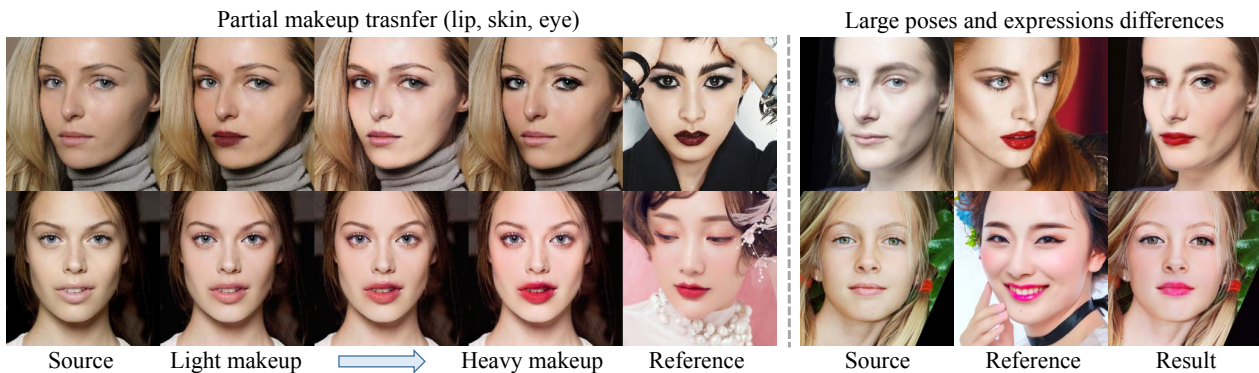 Partial makeup trasnfer (lip, skin, eye)
Large poses and expressions differences
Source Light makeup Heavy makeup Reference Source Reference Result